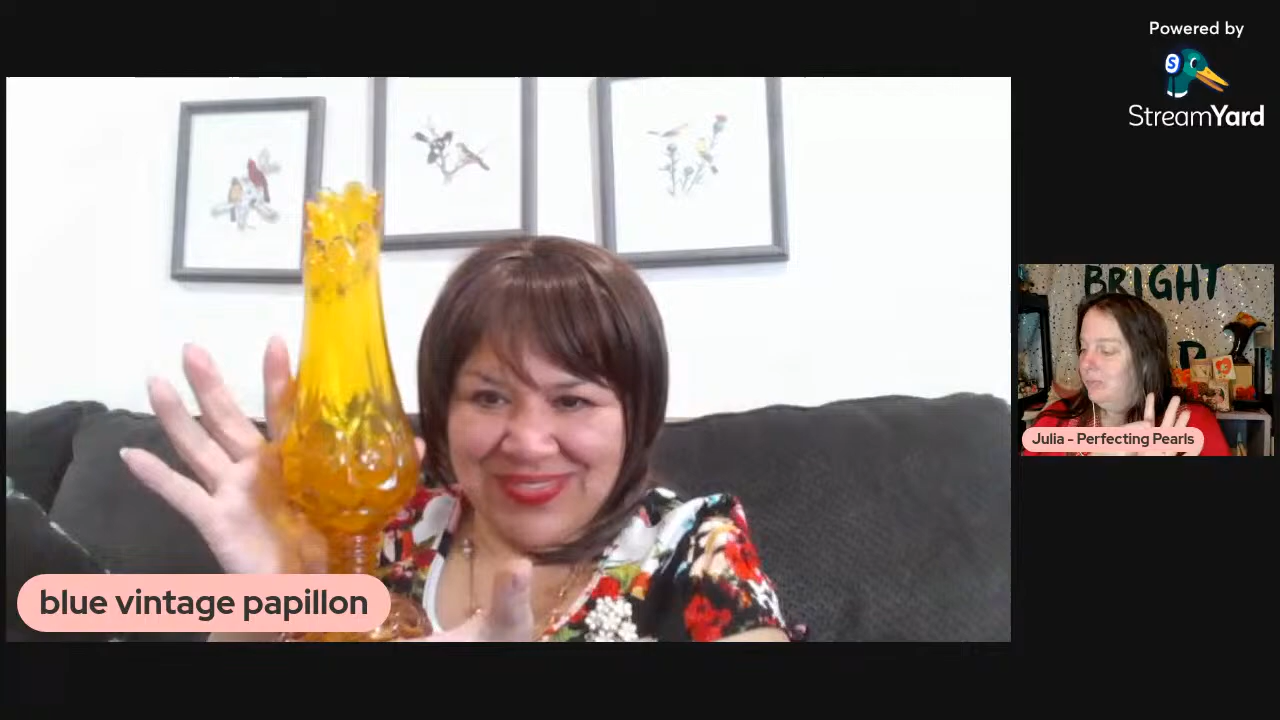 Powered by
S
StreamYard
BRIGHT
Julia - Perfecting Pearls
blue vintage papillon